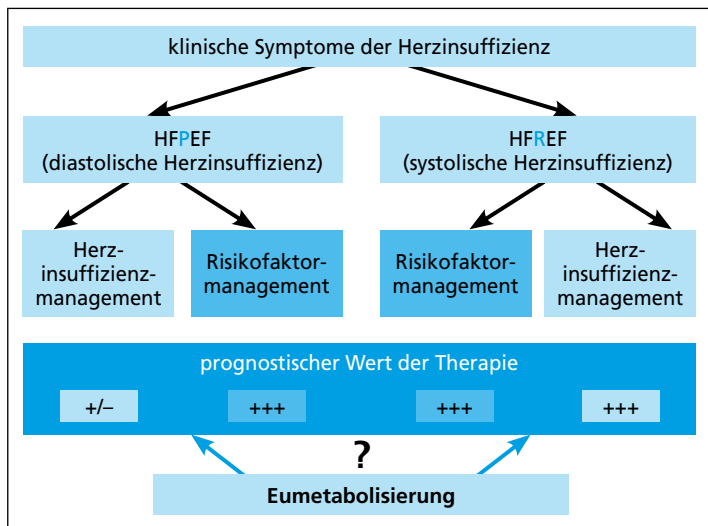 klinische Symptome der Herzinsuffizienz
HFPEF
(diastolische Herzinsuffizienz)
HFREF
(systolische Herzinsuffizienz)
Herz-
insuffizienz-
management
Risikofaktor-
management
Risikofaktor-
management
Herz-
insuffizienz-
management
prognostischer Wert der Therapie
+/–
+++
+++
+++
?
Eumetabolisierung